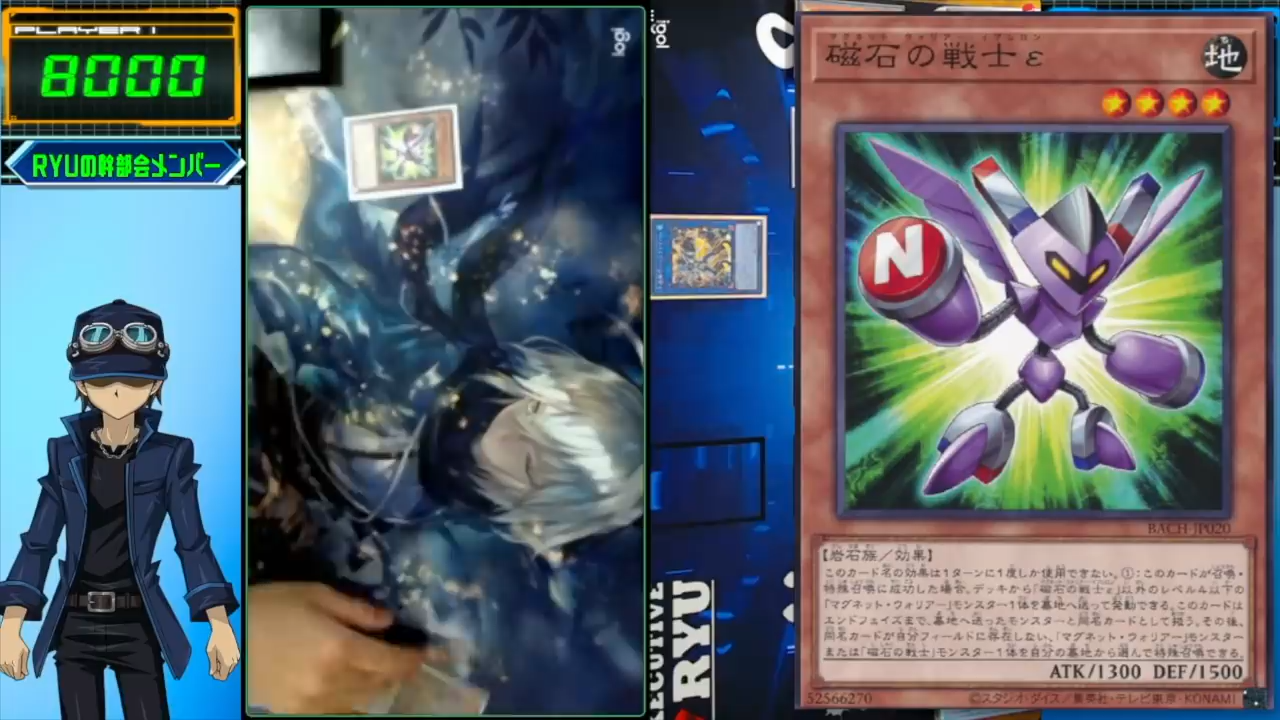 PLAYER 1
8000
RYUの幹部会メンバー
logi
logi
EXECUTIVE
RYU
磁石の戦士ε
地
N
BACH-JP020
【岩石族／効果】
このカード名の効果は1ターンに1度しか使用できない。①：このカードが召喚・
特殊召喚に成功した場合、デッキから「磁石の戦士ε」以外のレベル4以下の
「マグネット・ウォリアー」モンスター1体を墓地へ送って発動できる。このカードは
エンドフェイズまで、墓地へ送ったモンスターと同名カードとして扱う。その後、
同名カードが自分フィールドに存在しない、「マグネット・ウォリアー」モンスター
または「磁石の戦士」モンスター1体を自分の墓地から選んで特殊召喚できる。
ATK/1300 DEF/1500
52566270
©スタジオ・ダイス／集英社・テレビ東京・KONAMI